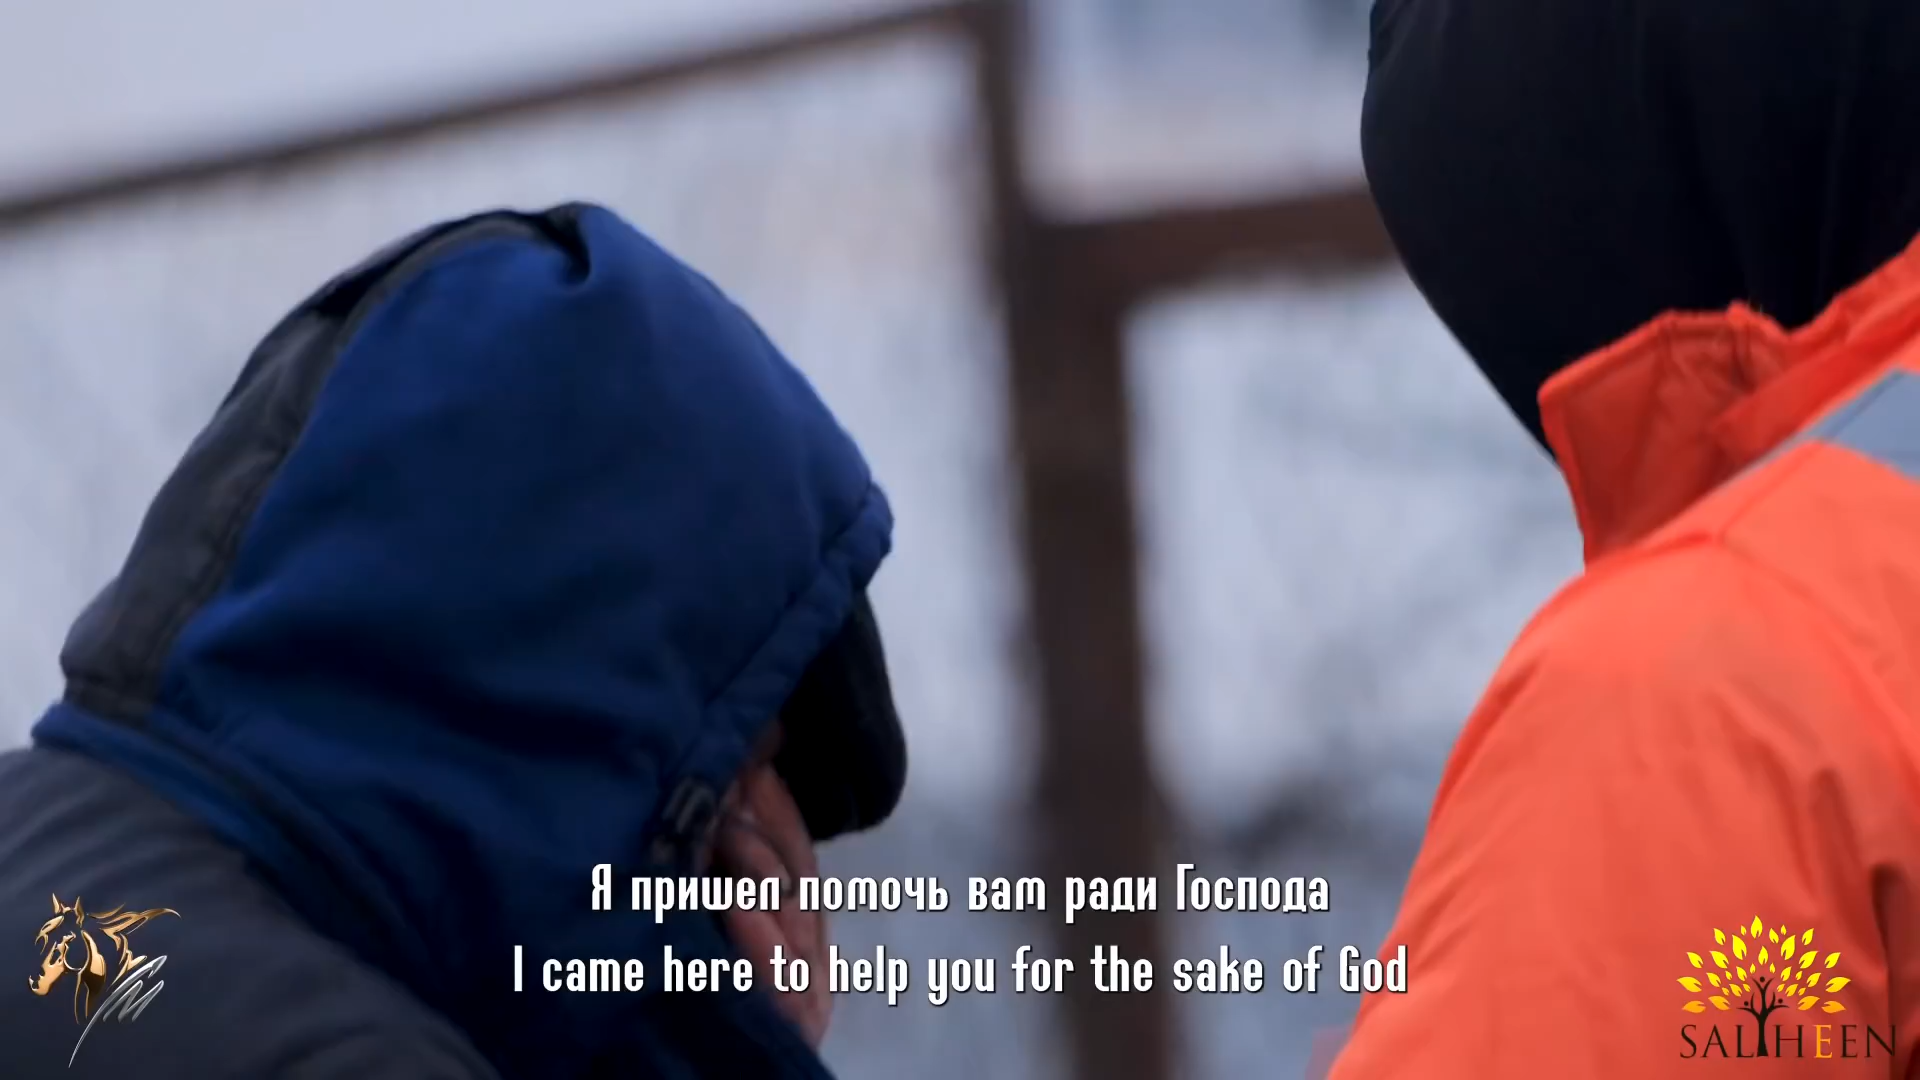 Я пришел помочь вам ради Господа
I came here to help you for the sake of God
SALIHEEN